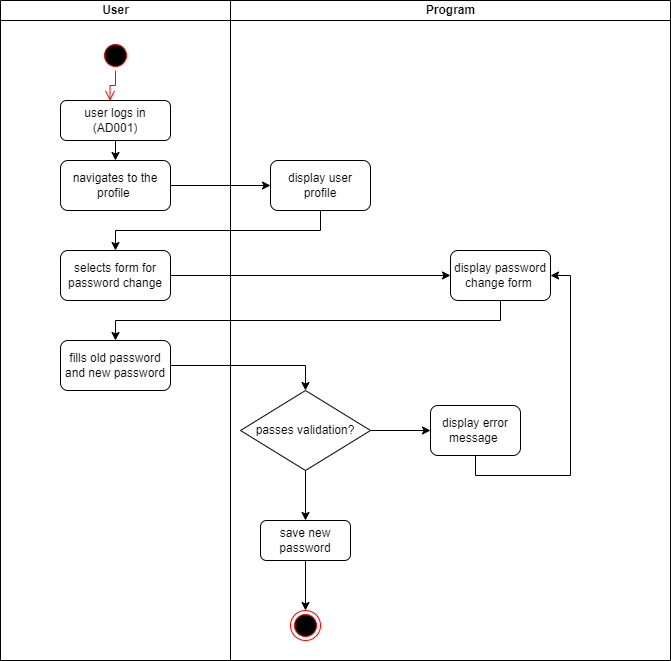 User
Program
user logs in
(AD001)
navigates to the
profile
display user
profile
selects form for
password change
display password
change form
fills old password
and new password
passes validation?
display error
message
save new
password